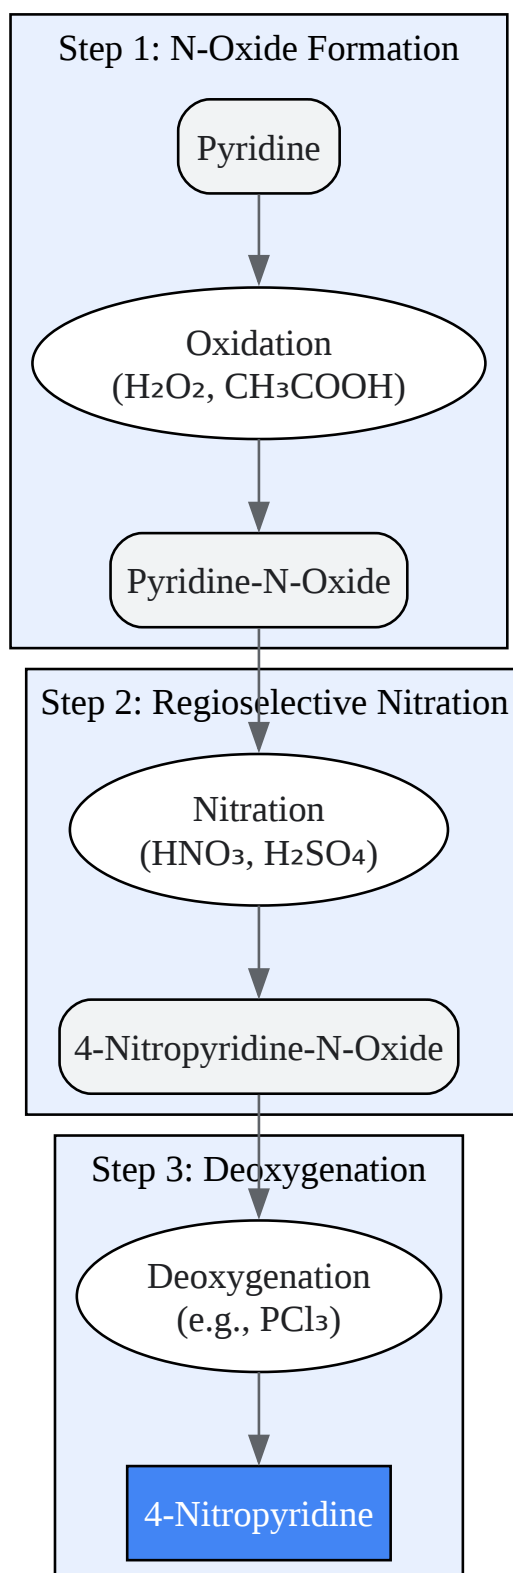 Step 1: N-Oxide Formation
Pyridine
Oxidation
(H₂O₂, CH₃COOH)
Pyridine-N-Oxide
Step 2: Regioselective Nitration
Nitration
(HNO₃, H₂SO₄)
4-Nitropyridine-N-Oxide
Step 3: Deoxygenation
Deoxygenation
(e.g., PCl₃)
4-Nitropyridine